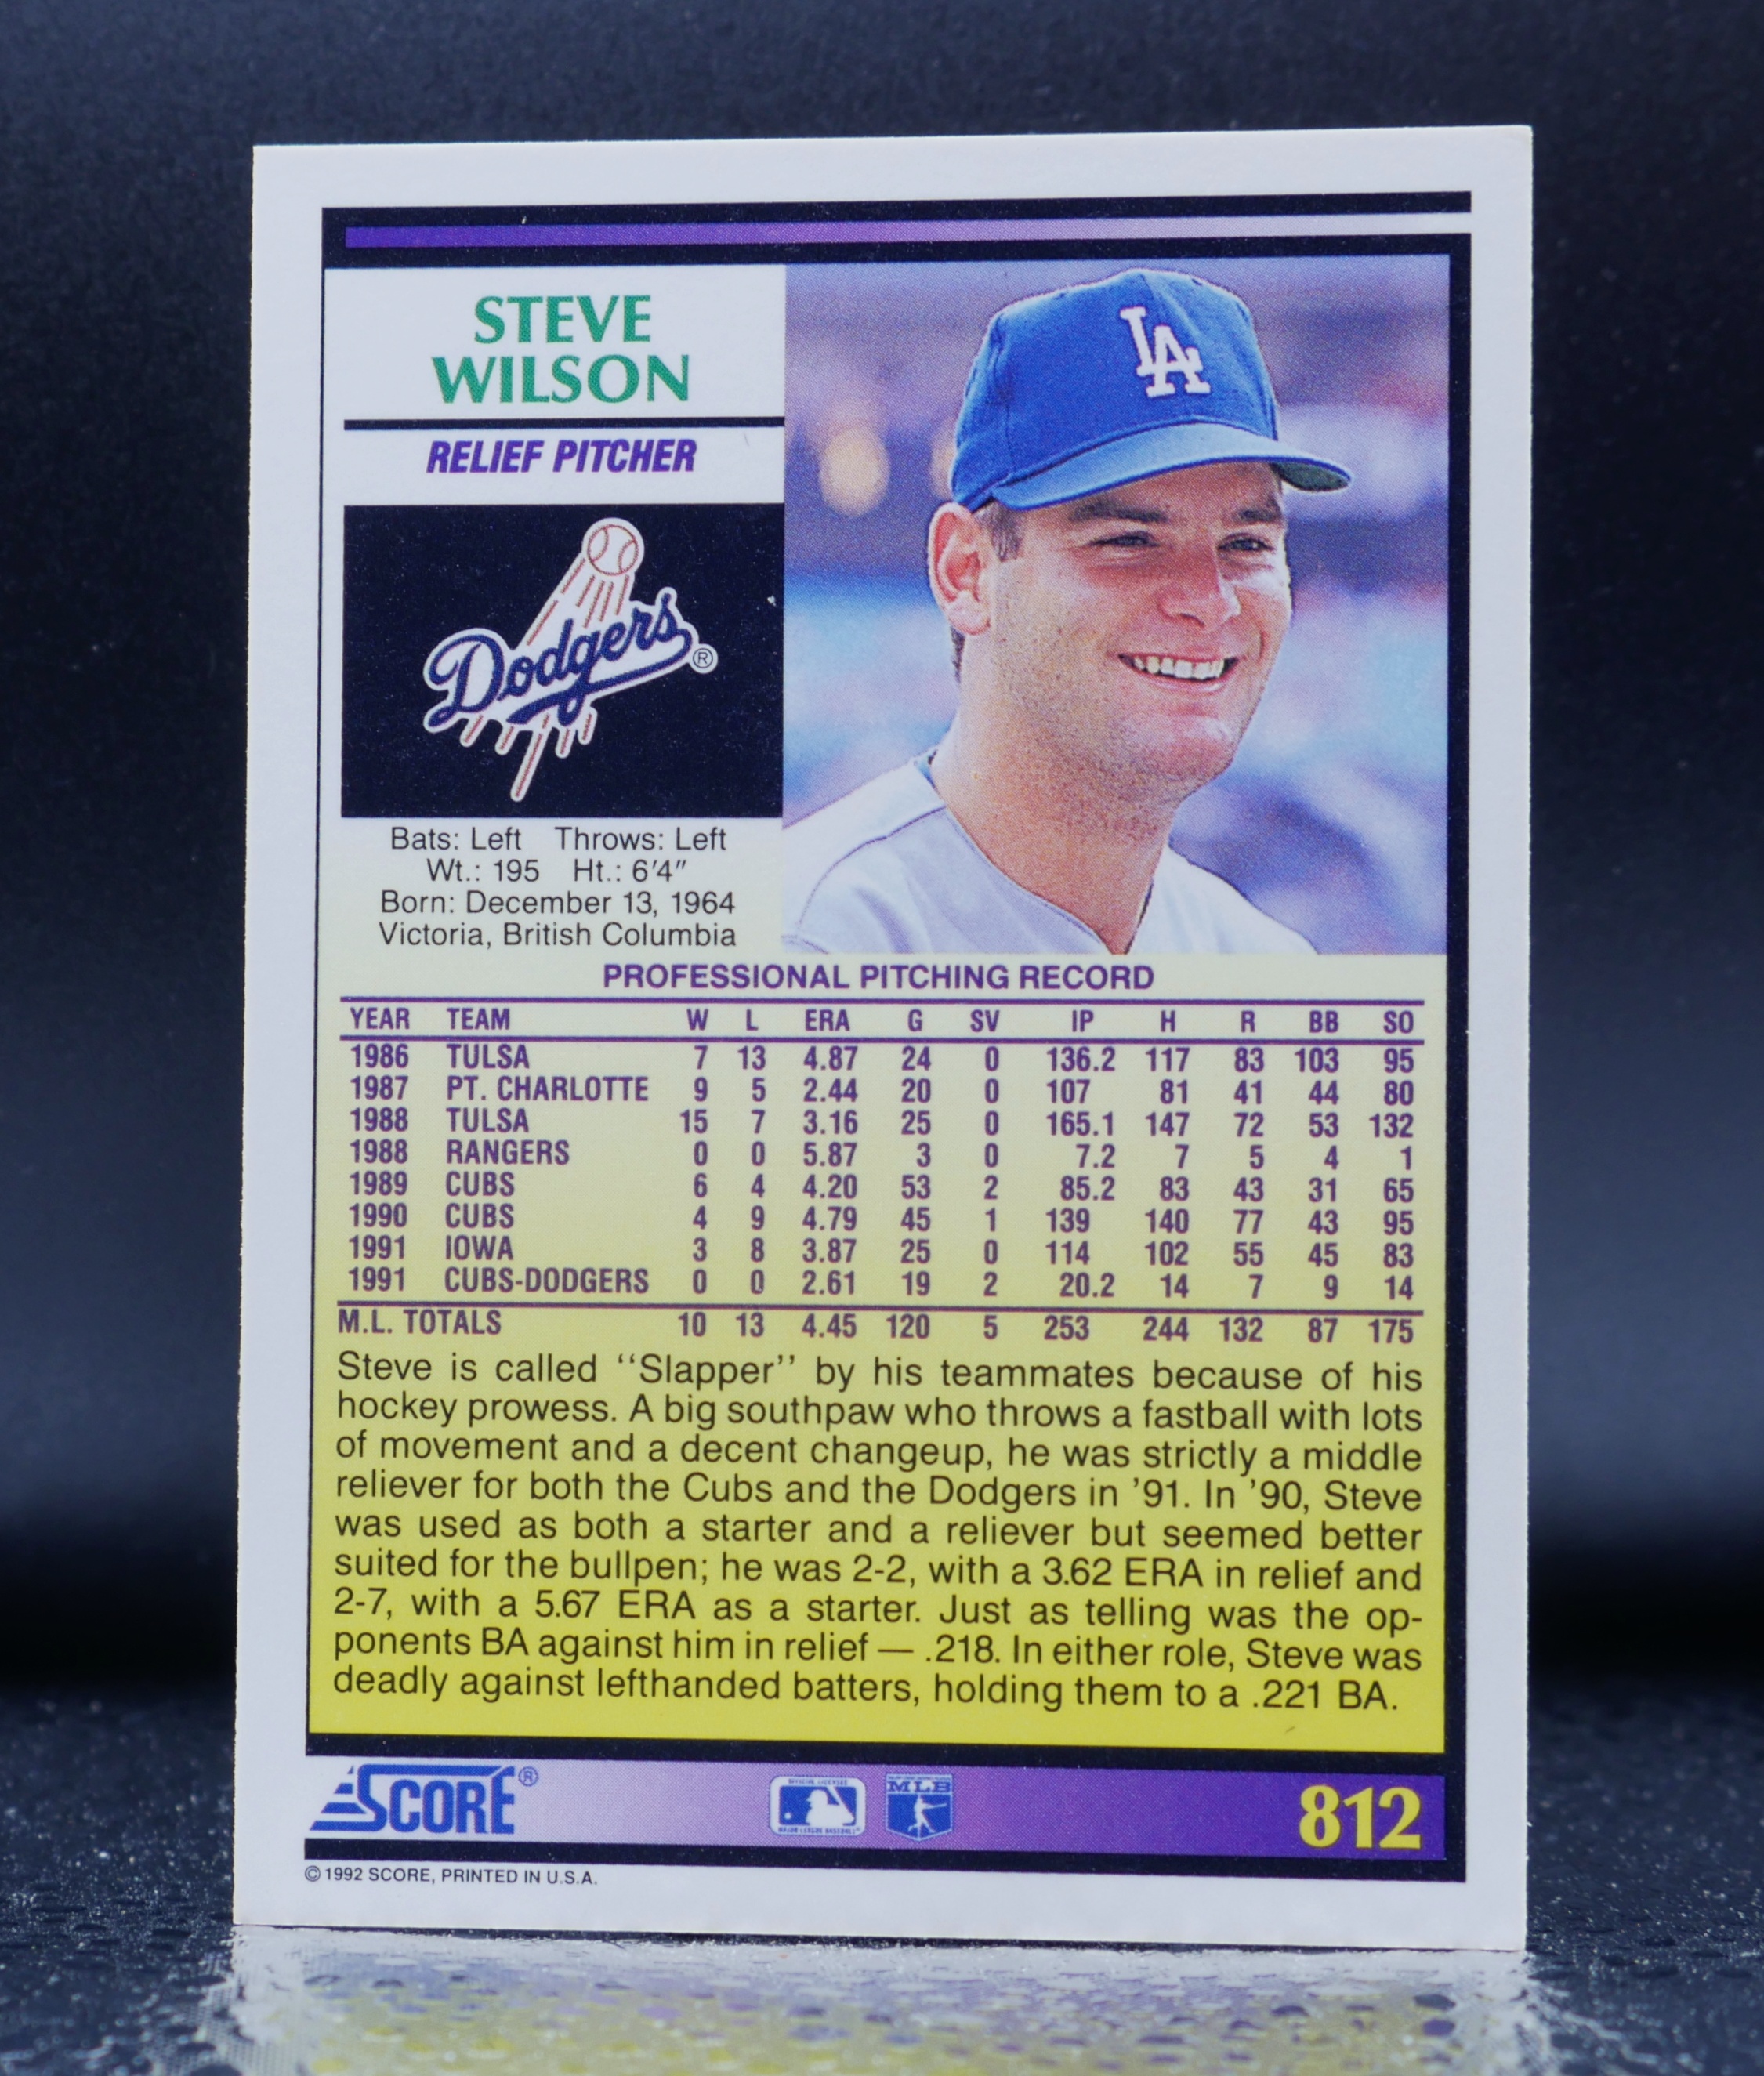 STEVE
WILSON
RELIEF PITCHER
LA
Dodgers®
Bats: Left Throws: Left
Wt.: 195 Ht.: 6'4"
Born: December 13, 1964
Victoria, British Columbia
PROFESSIONAL PITCHING RECORD
YEAR TEAM W L ERA G SV IP H R BB SO
1986 TULSA 7 13 4.87 24 0 136.2 117 83 103 95
1987 PT. CHARLOTTE 9 5 2.44 20 0 107 81 41 44 80
1988 TULSA 15 7 3.16 25 0 165.1 147 72 53 132
1988 RANGERS 0 0 5.87 3 0 7.2 7 5 4 1
1989 CUBS 6 4 4.20 53 2 85.2 83 43 31 65
1990 CUBS 4 9 4.79 45 1 139 140 77 43 95
1991 IOWA 3 8 3.87 25 0 114 102 55 45 83
1991 CUBS-DODGERS 0 0 2.61 19 2 20.2 14 7 9 14
M.L. TOTALS 10 13 4.45 120 5 253 244 132 87 175
Steve is called "Slapper" by his teammates because of his
hockey prowess. A big southpaw who throws a fastball with lots
of movement and a decent changeup, he was strictly a middle
reliever for both the Cubs and the Dodgers in '91. In '90, Steve
was used as both a starter and a reliever but seemed better
suited for the bullpen; he was 2-2, with a 3.62 ERA in relief and
2-7, with a 5.67 ERA as a starter. Just as telling was the op-
ponents BA against him in relief — .218. In either role, Steve was
deadly against lefthanded batters, holding them to a .221 BA.
SCORE®
MLB
812
© 1992 SCORE, PRINTED IN U.S.A.